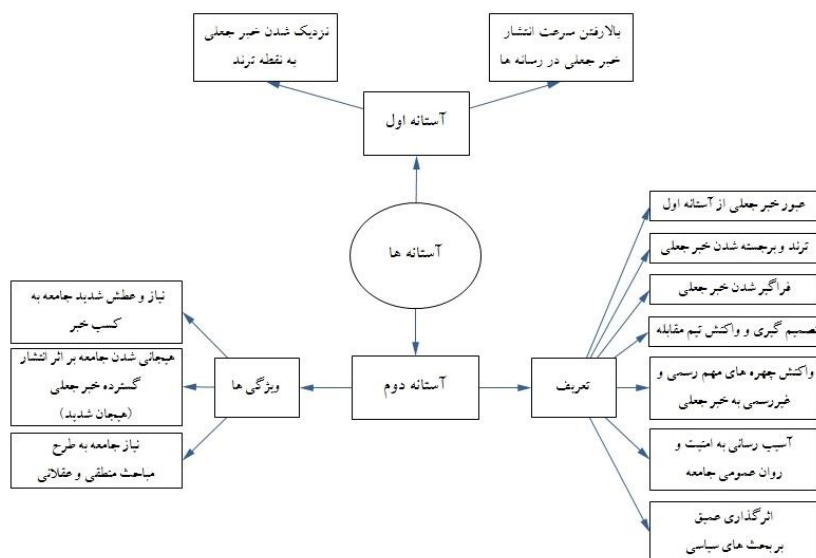 بالارفتن سرعت انتشار
خبر جعلی در رسانه ها
نزدیک شدن خبر جعلی
به نقطه ترند
آستانه اول
آستانه ها
آستانه دوم
تعریف
عبور خبر جعلی از آستانه اول
ترند و برجسته شدن خبر جعلی
فراگیر شدن خبر جعلی
تصمیم گیری و واکنش تیم مقابله
واکنش چهره های مهم رسمی و
غیررسمی به خبر جعلی
آسیب رسانی به امنیت و
روان عمومی جامعه
اثرگذاری عمیق
بر بحث های سیاسی
ویژگی ها
نیاز و عطش شدید جامعه به
کسب خبر
هیجانی شدن جامعه بر اثر انتشار
گسترده خبر جعلی
(هیجان شدید)
نیاز جامعه به طرح
مباحث منطقی و عقلانی